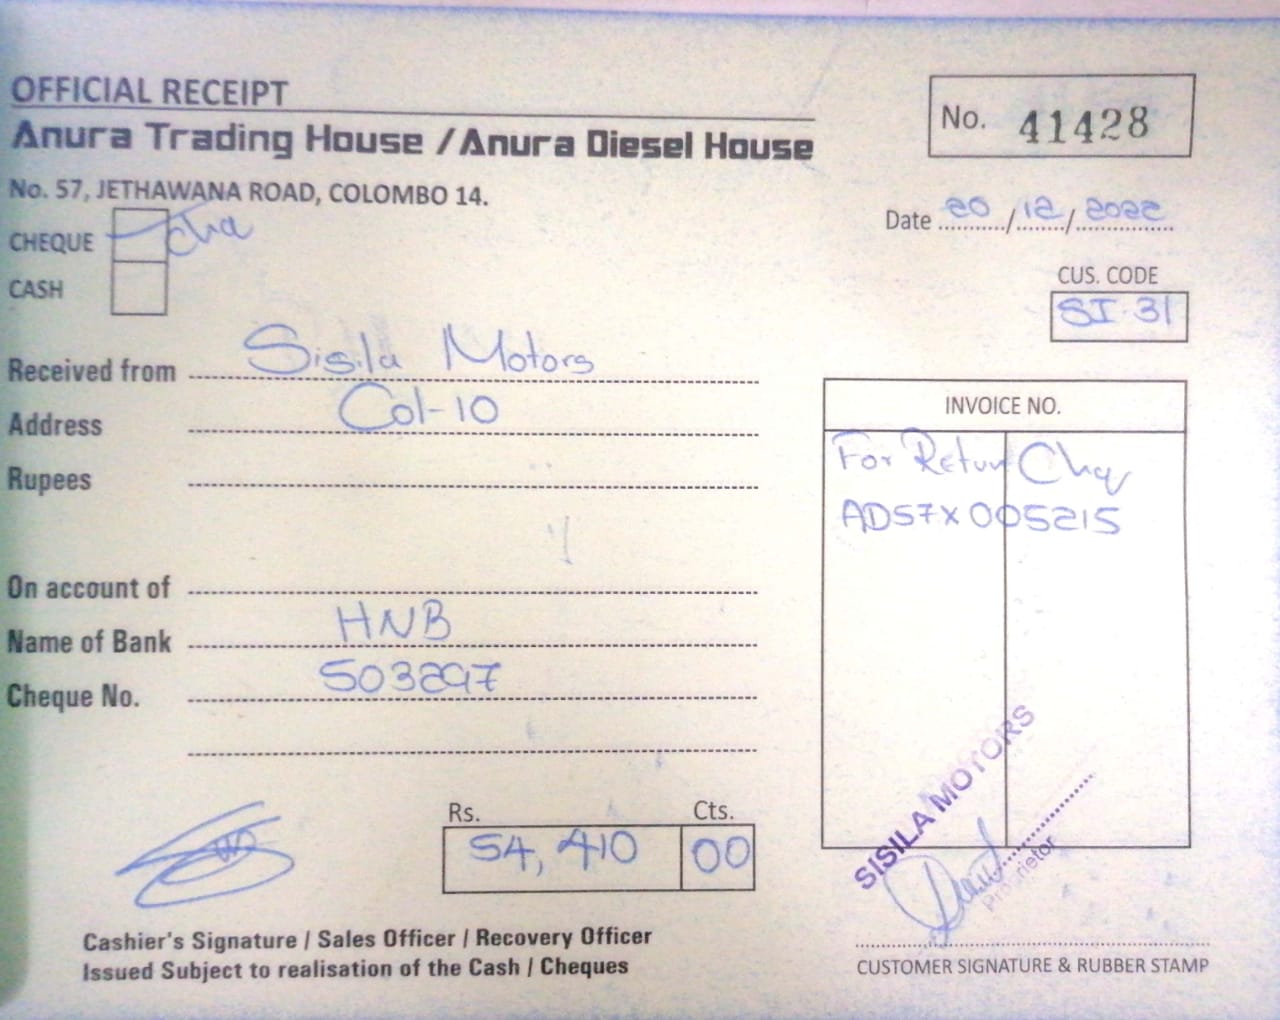 OFFICIAL RECEIPT
Anura Trading House / Anura Diesel House
No. 57, JETHAWANA ROAD, COLOMBO 14.
No. 41428
Date 20 / 12 / 2022
CHEQUE
CASH
CUS. CODE
SI 31
Received from Sisila Motors
Address Col-10
Rupees
On account of
Name of Bank HNB
Cheque No. 503297
INVOICE NO.
For Return Chq
AD57X005215
Rs. Cts.
54,410 00
SISILA MOTORS
Proprietor
Cashier's Signature / Sales Officer / Recovery Officer
Issued Subject to realisation of the Cash / Cheques
CUSTOMER SIGNATURE & RUBBER STAMP